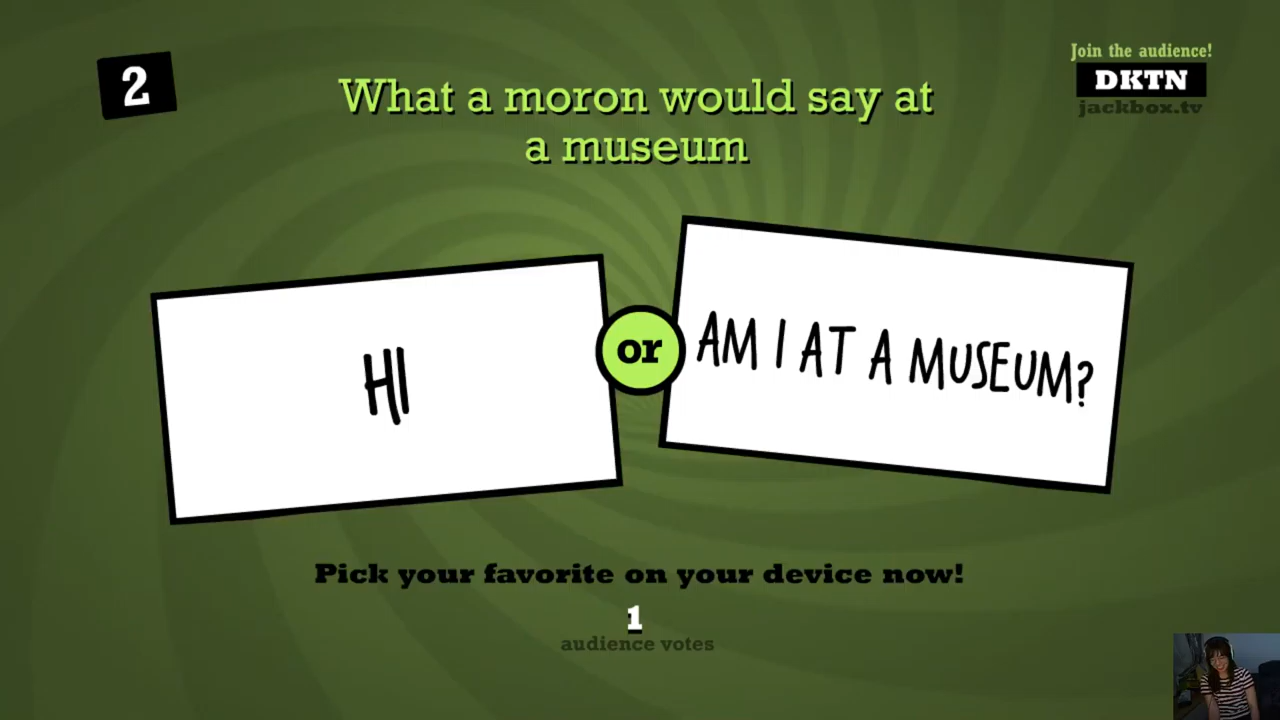 2
What a moron would say at
a museum
Join the audience!
DKTN
jackbox.tv
HI
or
AM I AT A MUSEUM?
Pick your favorite on your device now!
1
audience votes